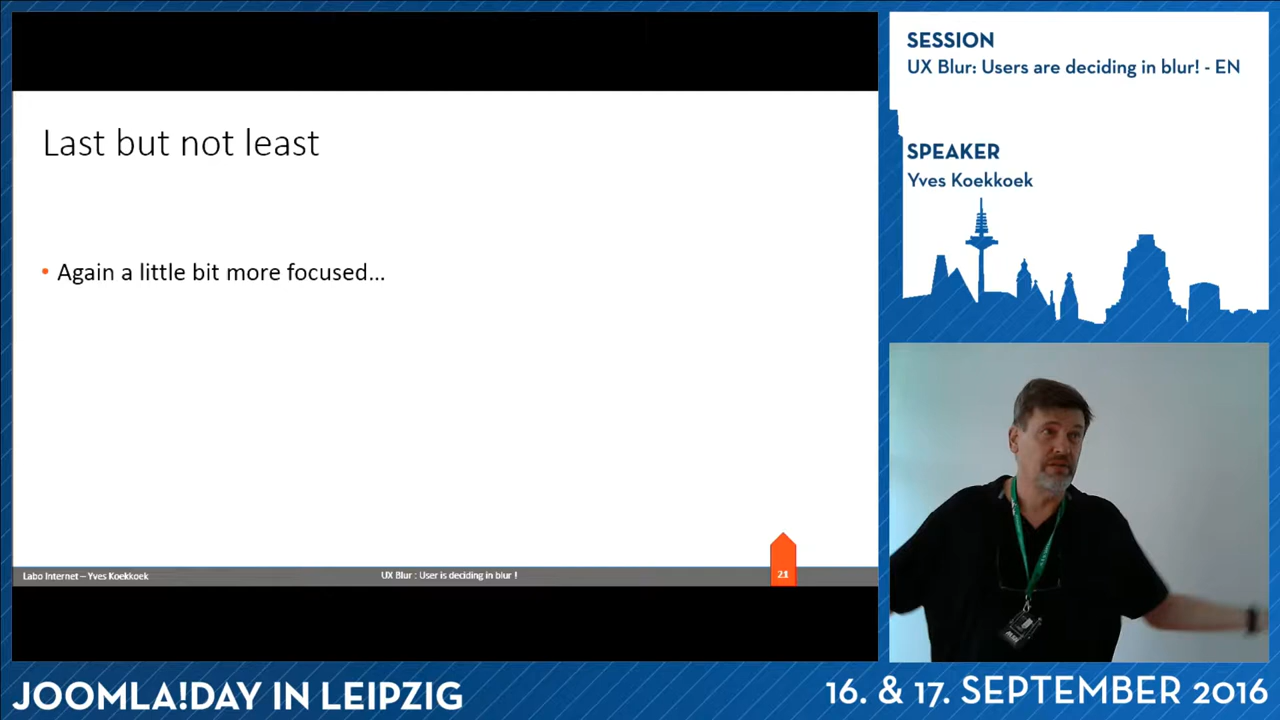 SESSION
UX Blur: Users are deciding in blur! - EN
SPEAKER
Yves Koekkoek
Last but not least
• Again a little bit more focused...
Labo Internet – Yves Koekkoek
UX Blur : User is deciding in blur !
21
JOOMLA!DAY IN LEIPZIG
16. & 17. SEPTEMBER 2016